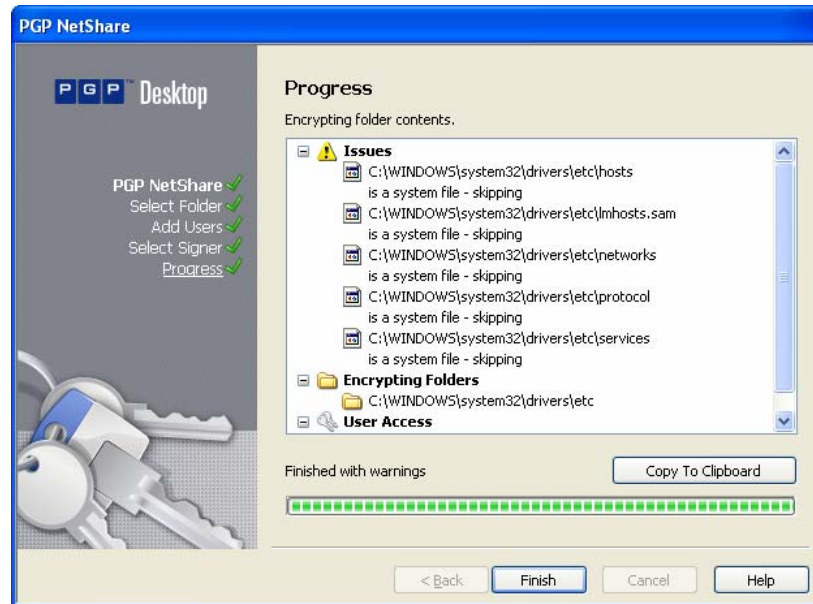 PGP NetShare
PGP™ Desktop
PGP NetShare
Select Folder
Add Users
Select Signer
Progress
Progress
Encrypting folder contents.
Issues
C:\WINDOWS\system32\drivers\etc\hosts
is a system file - skipping
C:\WINDOWS\system32\drivers\etc\lmhosts.sam
is a system file - skipping
C:\WINDOWS\system32\drivers\etc\networks
is a system file - skipping
C:\WINDOWS\system32\drivers\etc\protocol
is a system file - skipping
C:\WINDOWS\system32\drivers\etc\services
is a system file - skipping
Encrypting Folders
C:\WINDOWS\system32\drivers\etc
User Access
Finished with warnings
Copy To Clipboard
< Back
Finish
Cancel
Help